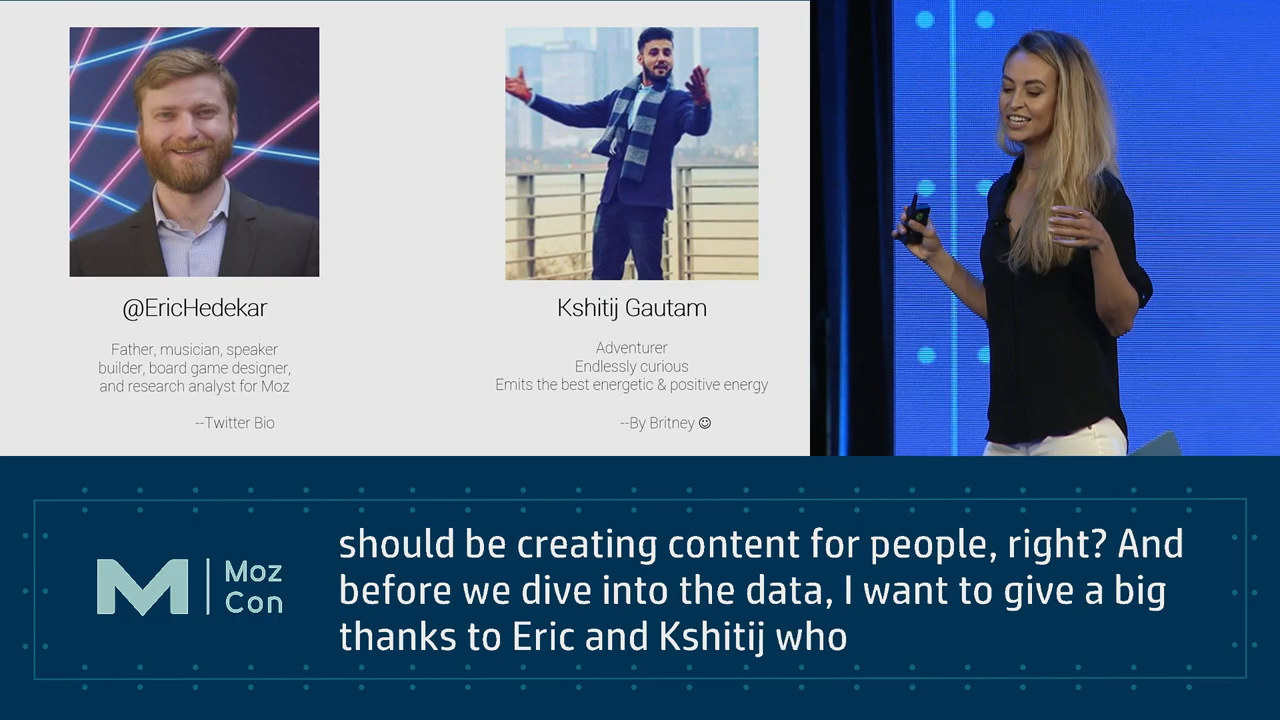 @EricHedekar
Father, musician, speaker
builder, board game designer,
and research analyst for Moz
--Twitter Bio
Kshitij Gautam
Adventurer
Endlessly curious
Emits the best energetic & positive energy
--By Britney ☺
M | Moz
Con
should be creating content for people, right? And
before we dive into the data, I want to give a big
thanks to Eric and Kshitij who